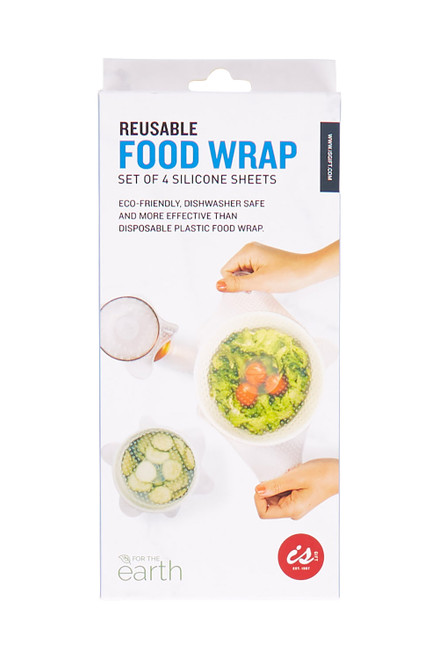 REUSABLE
FOOD WRAP
SET OF 4 SILICONE SHEETS
WWW.ISGIFT.COM
ECO-FRIENDLY, DISHWASHER SAFE
AND MORE EFFECTIVE THAN
DISPOSABLE PLASTIC FOOD WRAP.
FOR THE
earth
is
GIFT
EST. 1997